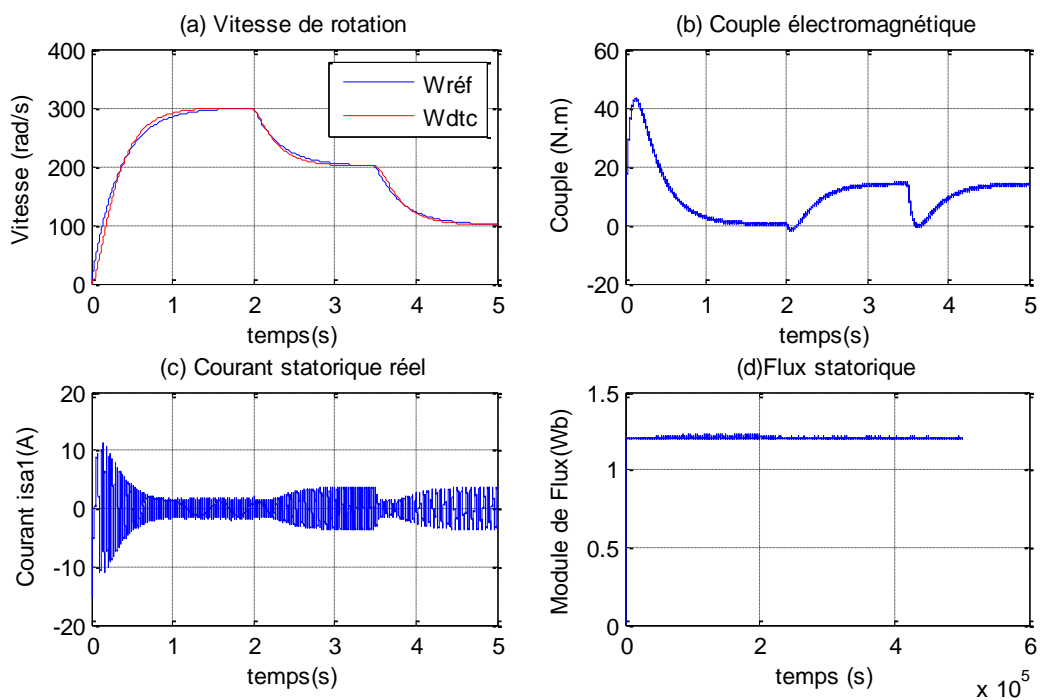 (a) Vitesse de rotation
400
300
200
100
0
0 1 2 3 4 5
Vitesse (rad/s)
temps(s)
Wréf
Wdtc
(b) Couple électromagnétique
60
40
20
0
-20
0 1 2 3 4 5
Couple (N.m)
temps(s)
(c) Courant statorique réel
20
10
0
-10
-20
0 1 2 3 4 5
Courant isa1(A)
temps(s)
(d)Flux statorique
1.5
1
0.5
0
0 2 4 6
x 10^5
Module de Flux(Wb)
temps (s)